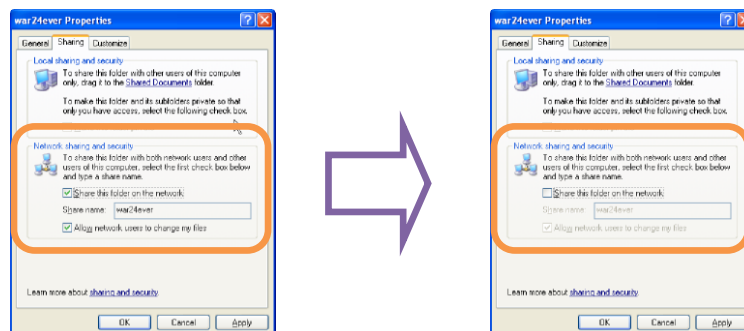 war24ever Properties
General Sharing Customize
Local sharing and security
To share this folder with other users of this computer
only, drag it to the Shared Documents folder.
To make this folder and its subfolders private so that
only you have access, select the following check box.
Network sharing and security
To share this folder with both network users and other
users of this computer, select the first check box below
and type a share name.
Share this folder on the network
Share name: war24ever
Allow network users to change my files
Learn more about sharing and security.
OK Cancel Apply
war24ever Properties
General Sharing Customize
Local sharing and security
To share this folder with other users of this computer
only, drag it to the Shared Documents folder.
To make this folder and its subfolders private so that
only you have access, select the following check box.
Network sharing and security
To share this folder with both network users and other
users of this computer, select the first check box below
and type a share name.
Share this folder on the network
Share name: war24ever
Allow network users to change my files
Learn more about sharing and security.
OK Cancel Apply